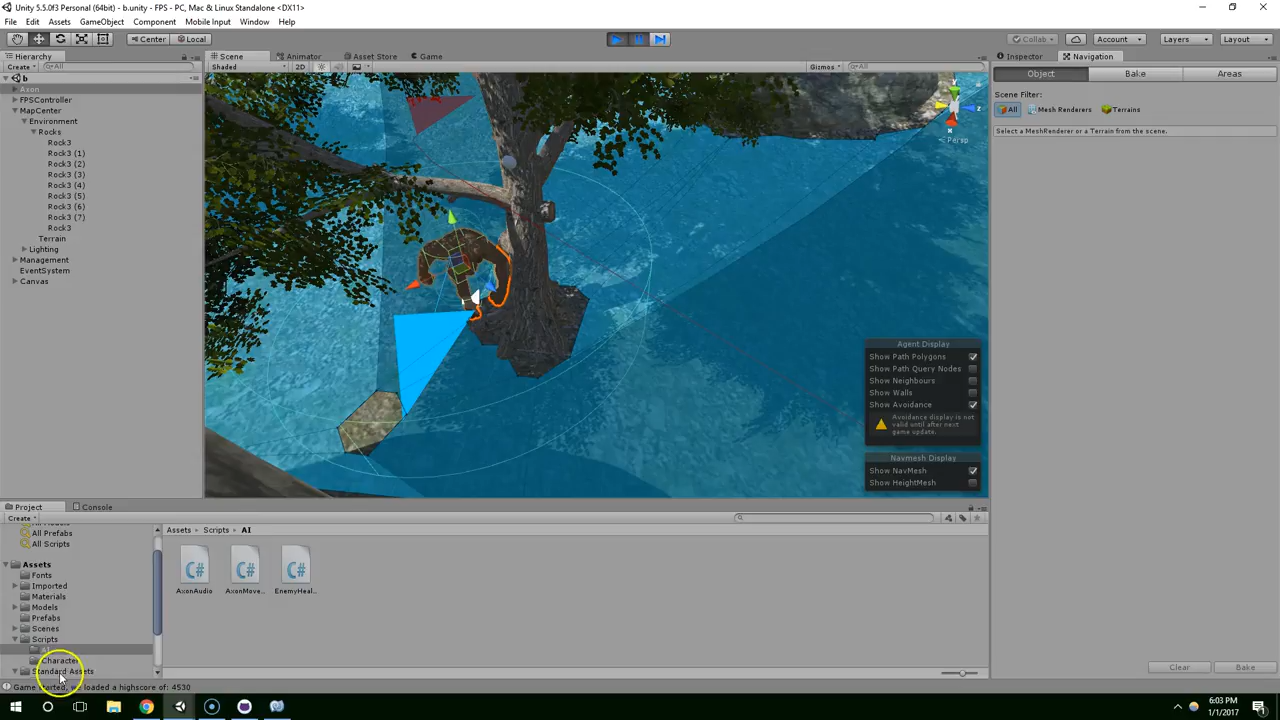 Unity 5.5.0f3 Personal (64bit) - b.unity - FPS - PC, Mac & Linux Standalone <DX11>
File Edit Assets GameObject Component Mobile Input Window Help
Center Local Collab Account Layers Layout
Hierarchy Scene Animator Asset Store Game Inspector Navigation
Create All Shaded 2D Gizmos All Object Bake Areas
b
Axon
FPSController
MapCenter
Environment
Rocks
Rock3
Rock3 (1)
Rock3 (2)
Rock3 (3)
Rock3 (4)
Rock3 (5)
Rock3 (6)
Rock3 (7)
Rock3
Terrain
Lighting
Management
EventSystem
Canvas
y
z
x
Persp
Scene Filter:
All Mesh Renderers Terrains
Select a MeshRenderer or a Terrain from the scene.
Agent Display
Show Path Polygons
Show Path Query Nodes
Show Neighbours
Show Walls
Show Avoidance
Avoidance display is not
valid until after next
game update.
Navmesh Display
Show NavMesh
Show HeightMesh
Project Console
Create
All Prefabs
All Scripts
Assets
Fonts
Imported
Materials
Models
Prefabs
Scenes
Scripts
AI
Character
Standard Assets
Assets Scripts AI
C# C# C#
AxonAudio AxonMove... EnemyHeal...
Clear Bake
Game started, we loaded a highscore of: 4530
6:03 PM
1/1/2017